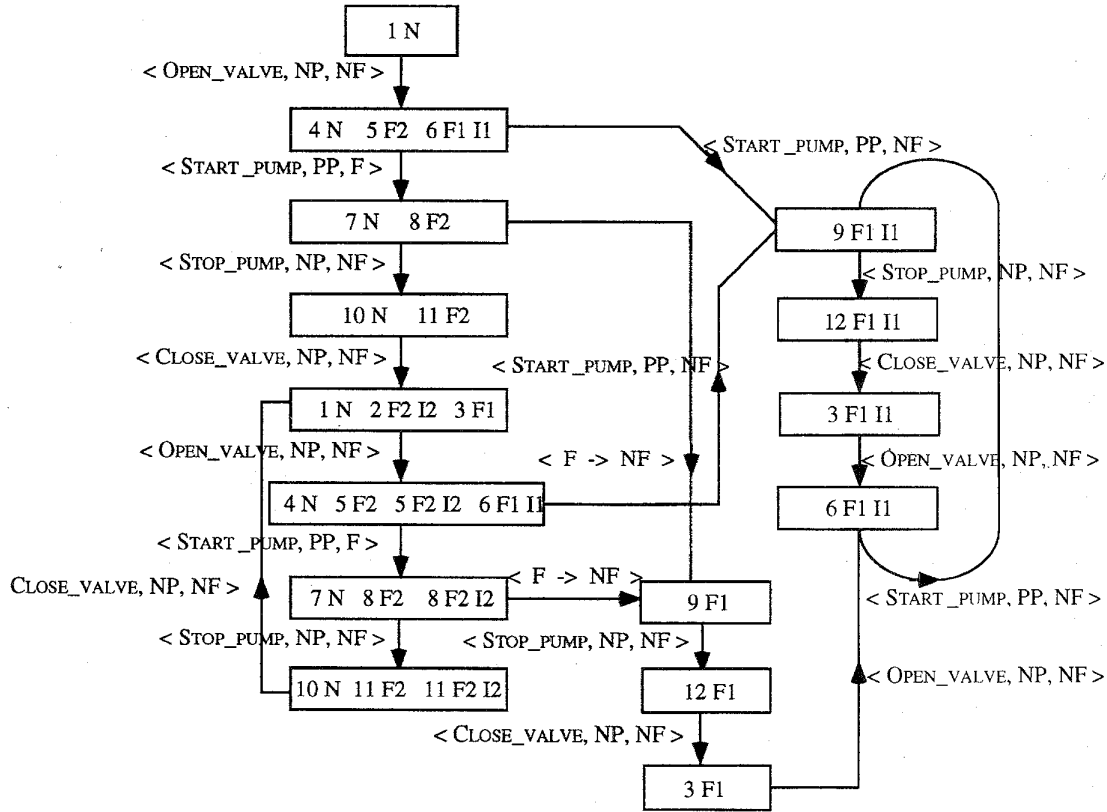 1 N
< OPEN_VALVE, NP, NF >
4 N 5 F2 6 F1 I1
< START_PUMP, PP, NF >
< START_PUMP, PP, F >
7 N 8 F2
9 F1 I1
< STOP_PUMP, NP, NF >
< STOP_PUMP, NP, NF >
10 N 11 F2
12 F1 I1
< CLOSE_VALVE, NP, NF >
< START_PUMP, PP, NF >
< CLOSE_VALVE, NP, NF >
1 N 2 F2 I2 3 F1
3 F1 I1
< OPEN_VALVE, NP, NF >
< F -> NF >
< OPEN_VALVE, NP, NF >
4 N 5 F2 5 F2 I2 6 F1 I1
6 F1 I1
< START_PUMP, PP, F >
CLOSE_VALVE, NP, NF >
< F -> NF >
7 N 8 F2 8 F2 I2
9 F1
< START_PUMP, PP, NF >
< STOP_PUMP, NP, NF >
< STOP_PUMP, NP, NF >
10 N 11 F2 11 F2 I2
12 F1
< OPEN_VALVE, NP, NF >
< CLOSE_VALVE, NP, NF >
3 F1